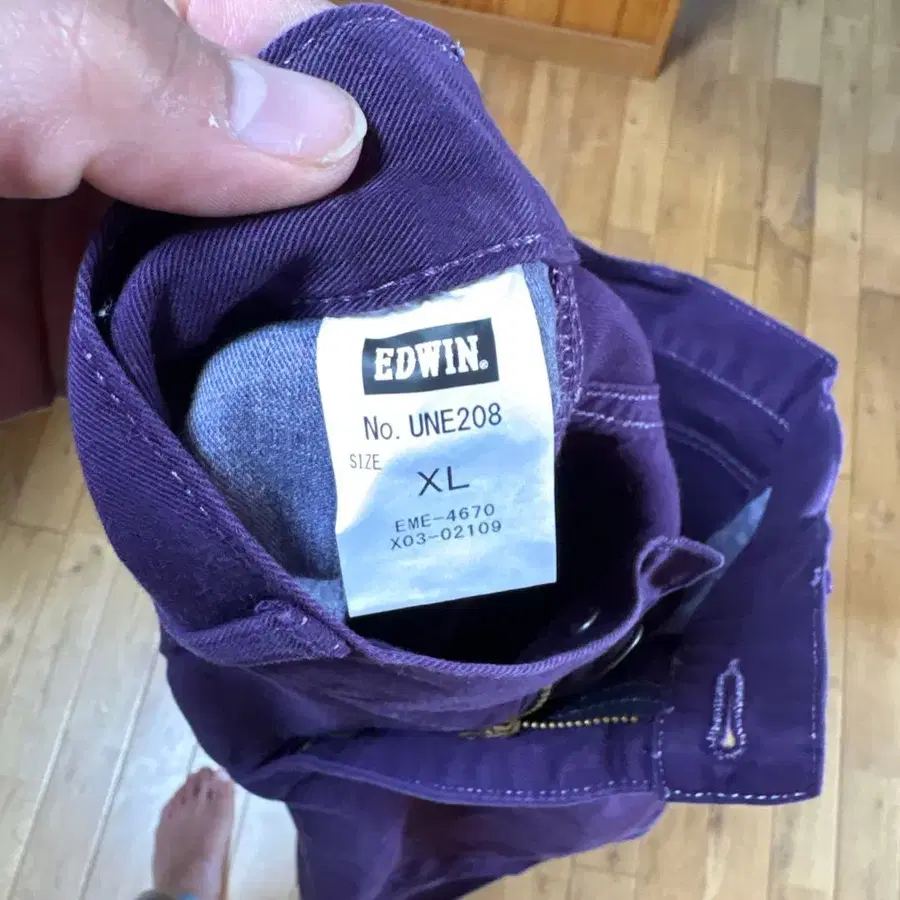 EDWIN®
No. UNE208
SIZE
XL
EME-4670
X03-02109